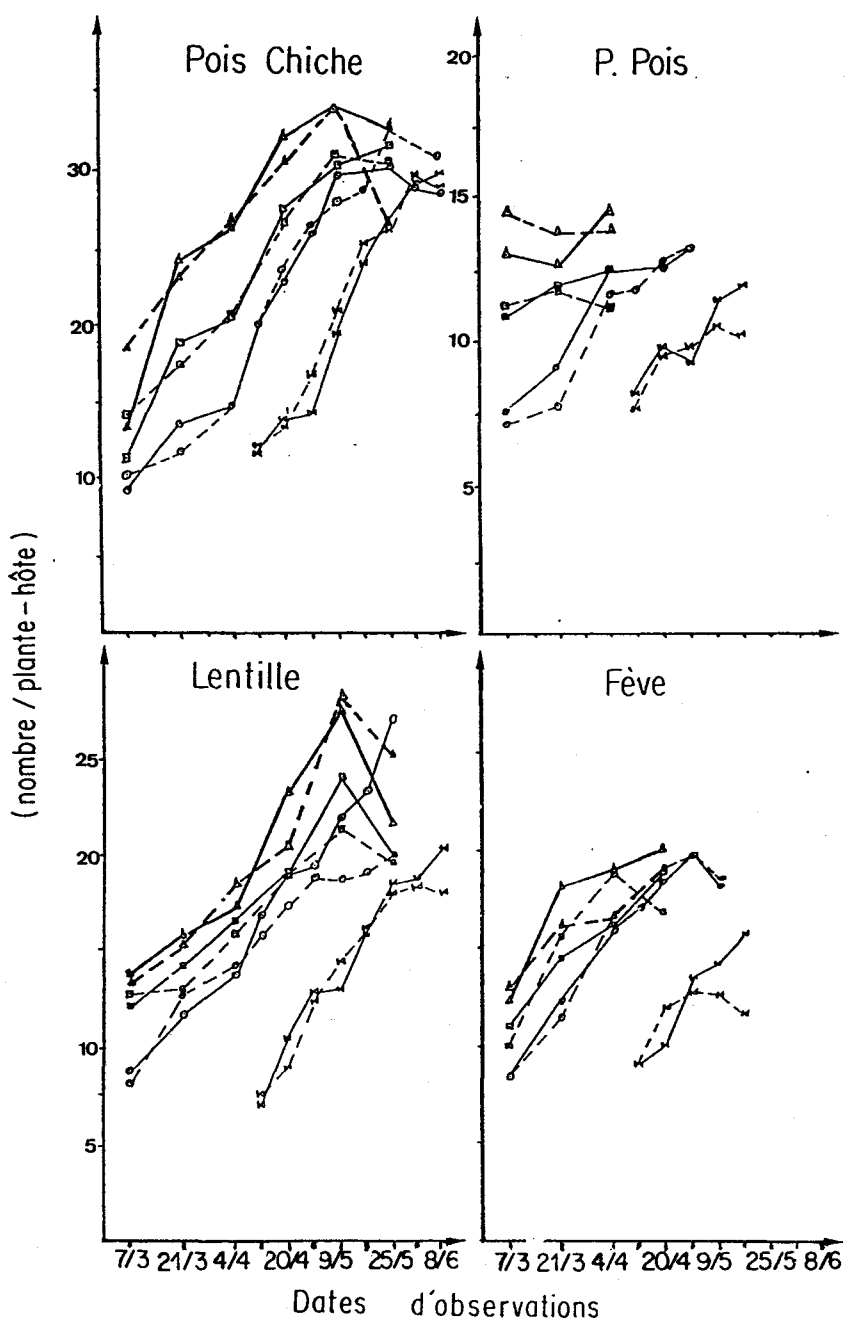 Pois Chiche
30
20
10
P. Pois
20
15
10
5
(nombre / plante-hôte)
Lentille
25
20
10
5
7/3 21/3 4/4 20/4 9/5 25/5 8/6
Fève
7/3 21/3 4/4 20/4 9/5 25/5 8/6
Dates d'observations